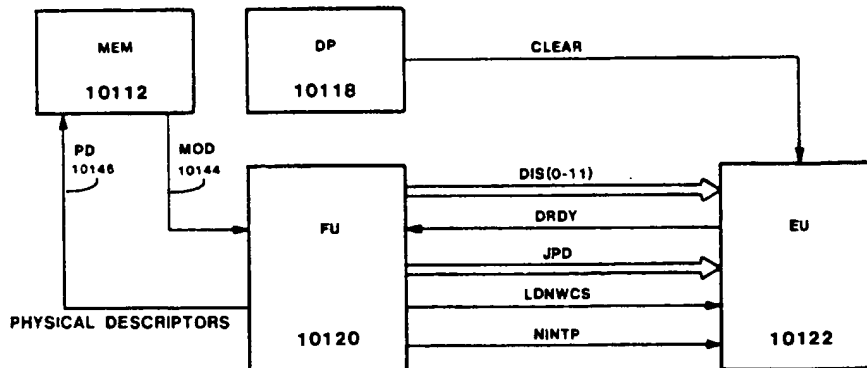 MEM
10112
DP
10118
CLEAR
PD
10146
MOD
10144
FU
10120
DIS(0-11)
DRDY
JPD
LDNWCS
NINTP
EU
10122
PHYSICAL DESCRIPTORS